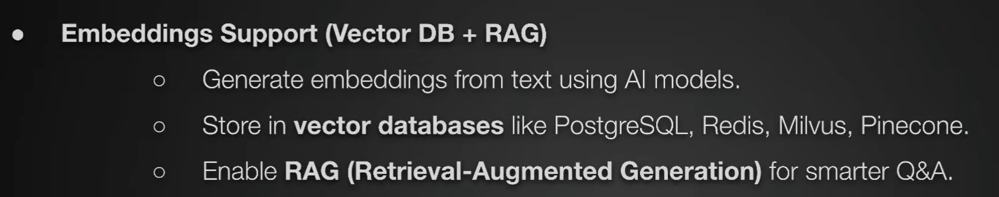 ● Embeddings Support (Vector DB + RAG)
○ Generate embeddings from text using AI models.
○ Store in vector databases like PostgreSQL, Redis, Milvus, Pinecone.
○ Enable RAG (Retrieval-Augmented Generation) for smarter Q&A.